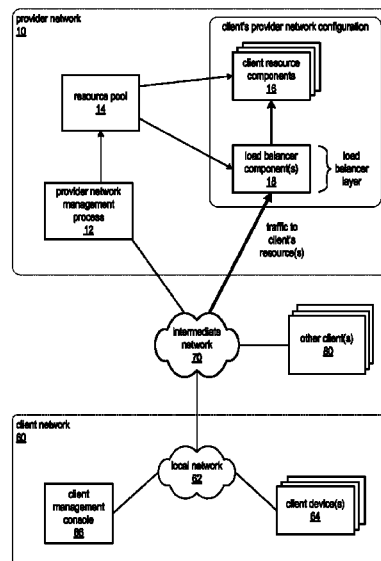 provider network
10
client's provider network configuration
client resource
components
16
resource pool
14
load balancer
component(s)
18
load
balancer
layer
provider network
management
process
12
traffic to
client's
resource(s)
intermediate
network
70
other client(s)
80
client network
60
local network
62
client
management
console
66
client device(s)
64